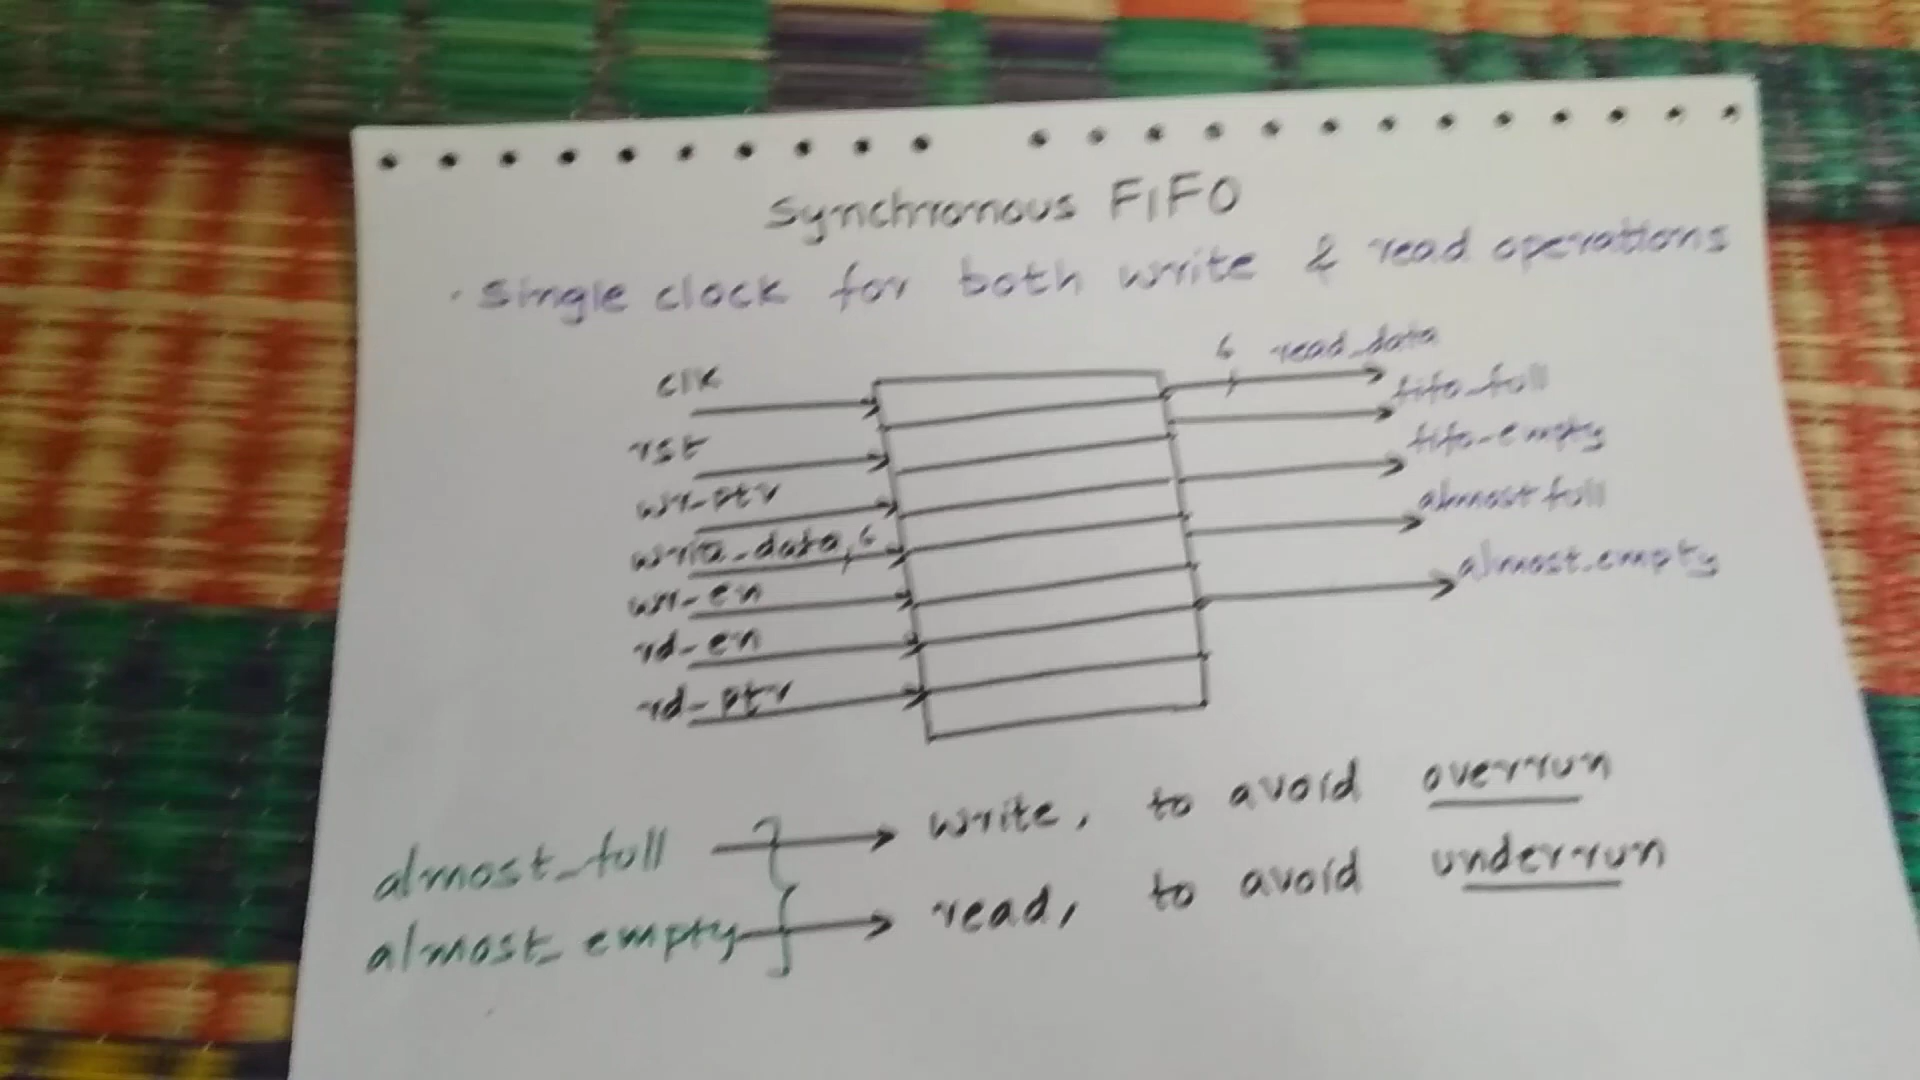 Synchronous FIFO
· Single clock for both write & read operations
clk
rst
wr_ptr
write_data 6
wr_en
rd_en
rd_ptr
6 read_data
fifo_full
fifo_empty
almost full
almost_empty
almost_full → write, to avoid overrun
almost_empty → read, to avoid underrun